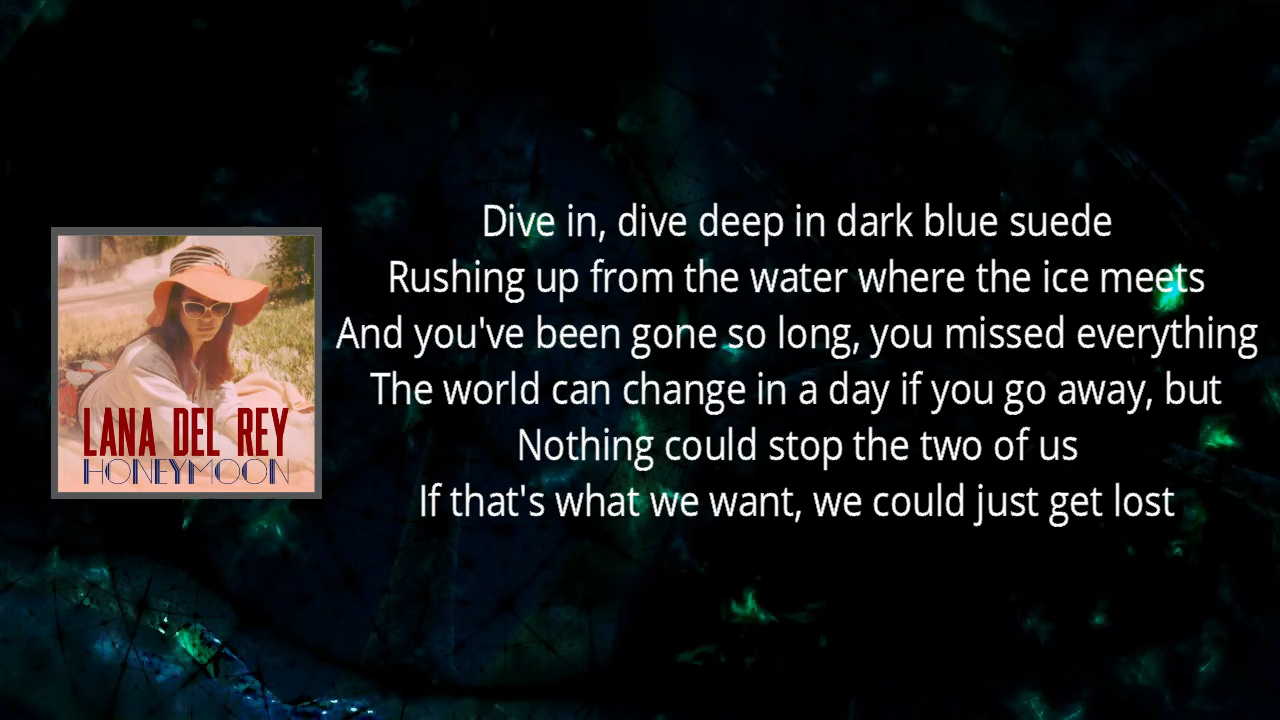 LANA DEL REY
HONEYMOON
Dive in, dive deep in dark blue suede
Rushing up from the water where the ice meets
And you've been gone so long, you missed everything
The world can change in a day if you go away, but
Nothing could stop the two of us
If that's what we want, we could just get lost